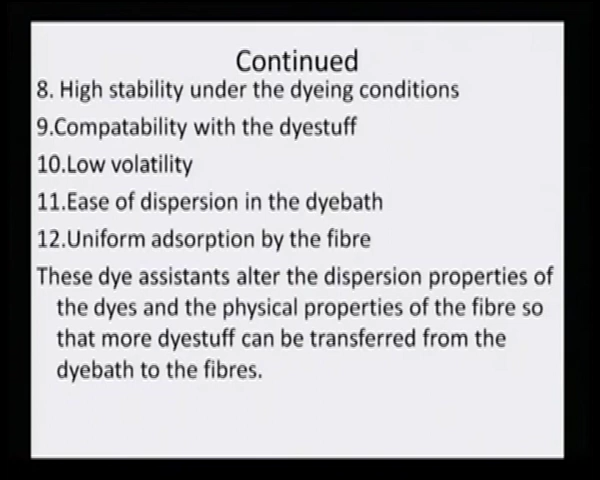 Continued
8. High stability under the dyeing conditions
9.Compatability with the dyestuff
10.Low volatility
11.Ease of dispersion in the dyebath
12.Uniform adsorption by the fibre
These dye assistants alter the dispersion properties of
the dyes and the physical properties of the fibre so
that more dyestuff can be transferred from the
dyebath to the fibres.